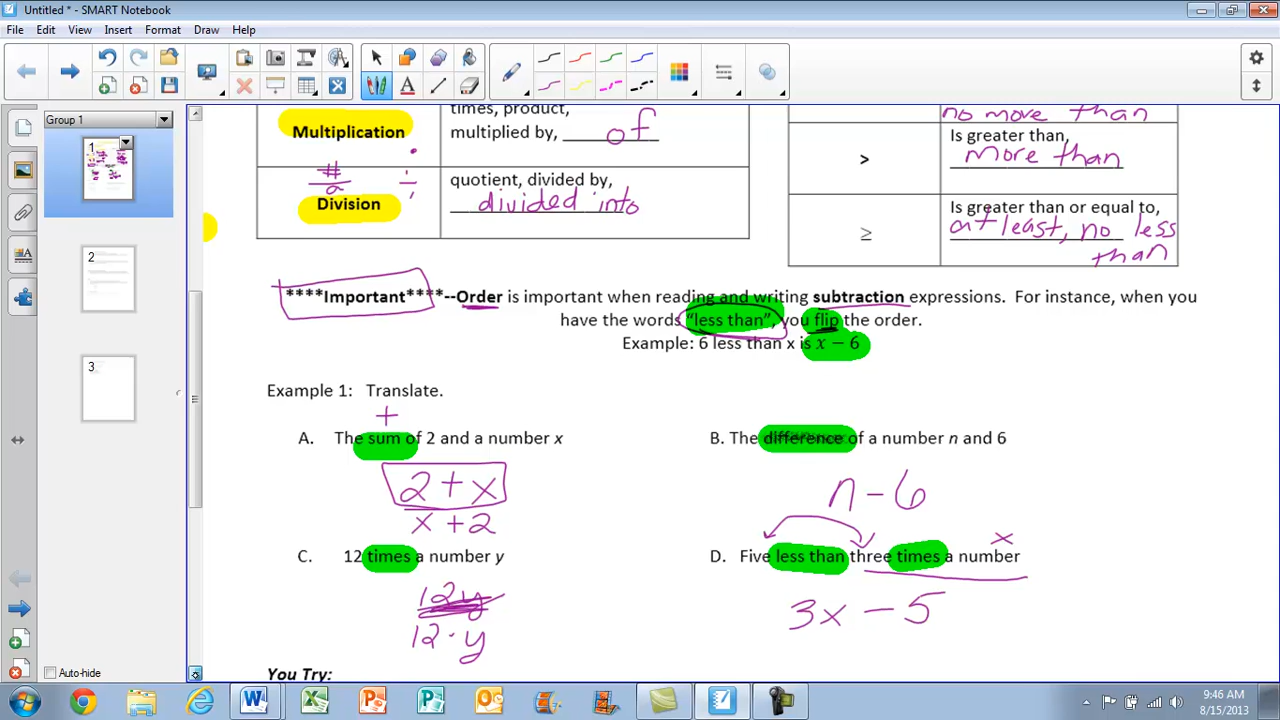 Untitled * - SMART Notebook
File Edit View Insert Format Draw Help
Group 1
1
2
3
Auto-hide
Multiplication
times, product,
multiplied by, of
#/a ÷
Division
quotient, divided by,
divided into
no more than
>
Is greater than,
more than
≥
Is greater than or equal to,
at least, no less
than
****Important****--Order is important when reading and writing subtraction expressions. For instance, when you
have the words “less than”, you flip the order.
Example: 6 less than x is x − 6
Example 1: Translate.
+
A. The sum of 2 and a number x
2 + x
x + 2
B. The difference of a number n and 6
n − 6
C. 12 times a number y
12y
12 · y
x
D. Five less than three times a number
3x − 5
You Try:
9:46 AM
8/15/2013